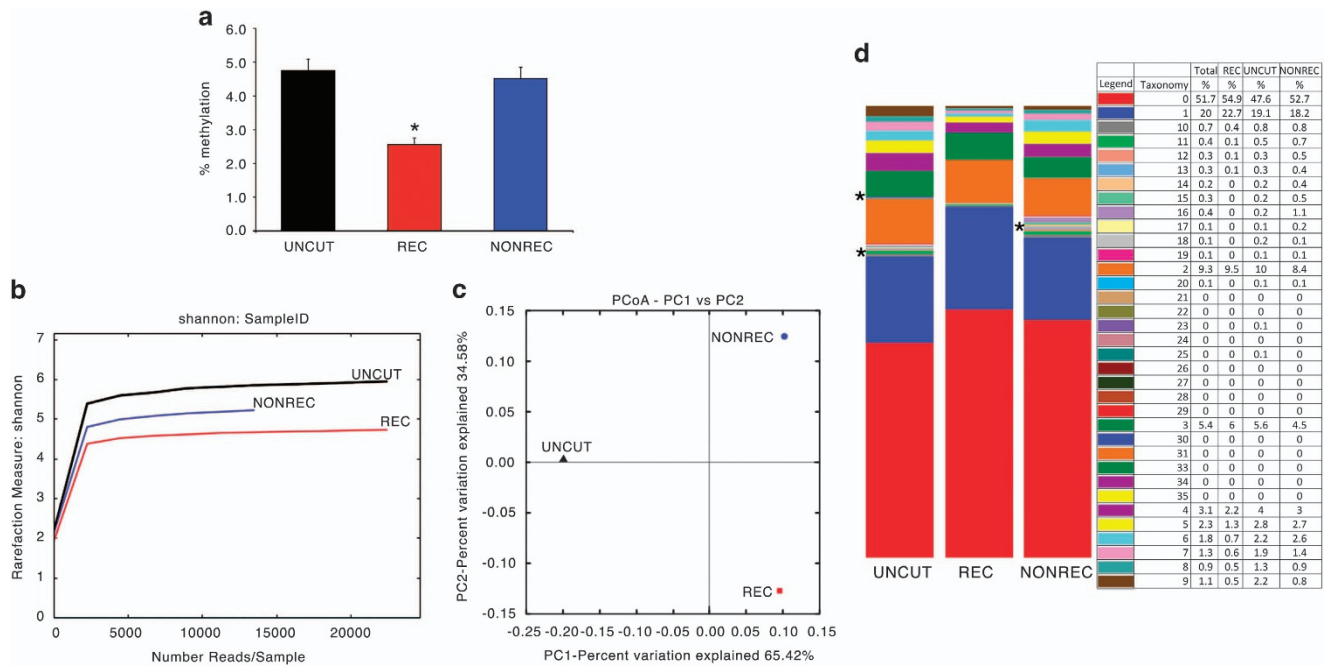 a
6.0
5.0
4.0
3.0
2.0
1.0
0.0
% methylation
*
UNCUT REC NONREC
b
shannon: SampleID
7
6
5
4
3
2
1
0
Rarefaction Measure: shannon
UNCUT
NONREC
REC
0 5000 10000 15000 20000
Number Reads/Sample
c
PCoA - PC1 vs PC2
0.15
0.10
0.05
0.00
-0.05
-0.10
-0.15
PC2-Percent variation explained 34.58%
NONREC
UNCUT
REC
-0.25 -0.20 -0.15 -0.10 -0.05 0.00 0.05 0.10 0.15
PC1-Percent variation explained 65.42%
d
*
*
*
UNCUT REC NONREC
Total REC UNCUT NONREC
Legend Taxonomy % % % %
0 51.7 54.9 47.6 52.7
1 20 22.7 19.1 18.2
10 0.7 0.4 0.8 0.8
11 0.4 0.1 0.5 0.7
12 0.3 0.1 0.3 0.5
13 0.3 0.1 0.3 0.4
14 0.2 0 0.2 0.4
15 0.3 0 0.2 0.5
16 0.4 0 0.2 1.1
17 0.1 0 0.1 0.2
18 0.1 0 0.2 0.1
19 0.1 0 0.1 0.1
2 9.3 9.5 10 8.4
20 0.1 0 0.1 0.1
21 0 0 0 0
22 0 0 0 0
23 0 0 0.1 0
24 0 0 0 0
25 0 0 0.1 0
26 0 0 0 0
27 0 0 0 0
28 0 0 0 0
29 0 0 0 0
3 5.4 6 5.6 4.5
30 0 0 0 0
31 0 0 0 0
33 0 0 0 0
34 0 0 0 0
35 0 0 0 0
4 3.1 2.2 4 3
5 2.3 1.3 2.8 2.7
6 1.8 0.7 2.2 2.6
7 1.3 0.6 1.9 1.4
8 0.9 0.5 1.3 0.9
9 1.1 0.5 2.2 0.8